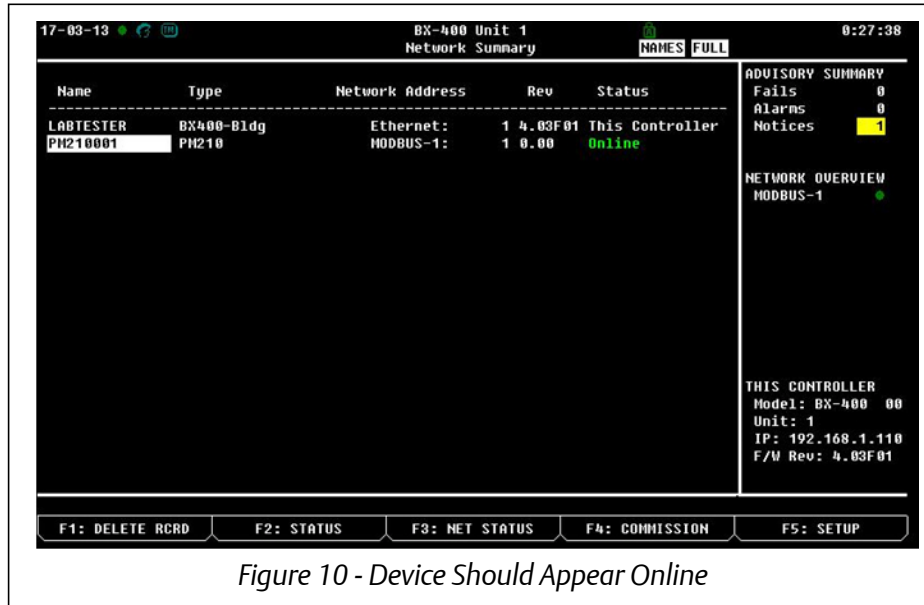 17-03-13 BX-400 Unit 1 0:27:38
Network Summary NAMES FULL
Name Type Network Address Rev Status
LABTESTER BX400-Bldg Ethernet: 1 4.03F01 This Controller
PM210001 PM210 MODBUS-1: 1 0.00 Online
ADVISORY SUMMARY
Fails 0
Alarms 0
Notices 1
NETWORK OVERVIEW
MODBUS-1
THIS CONTROLLER
Model: BX-400 00
Unit: 1
IP: 192.168.1.110
F/W Rev: 4.03F01
F1: DELETE RCRD F2: STATUS F3: NET STATUS F4: COMMISSION F5: SETUP
Figure 10 - Device Should Appear Online